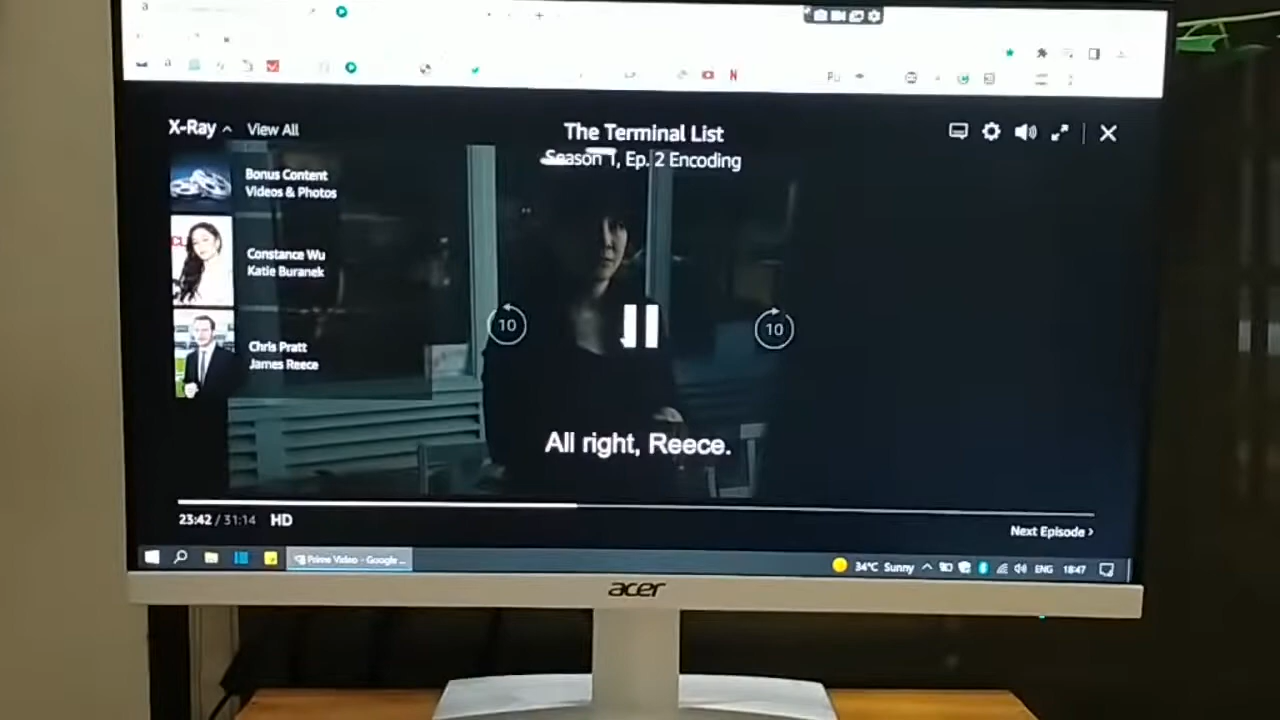 X-Ray View All
The Terminal List
Season 1, Ep. 2 Encoding
Bonus Content
Videos & Photos
Constance Wu
Katie Buranek
Chris Pratt
James Reece
10
10
All right, Reece.
23:42 / 31:14 HD
Next Episode
Prime Video - Google ...
34°C Sunny
ENG
18:47
acer